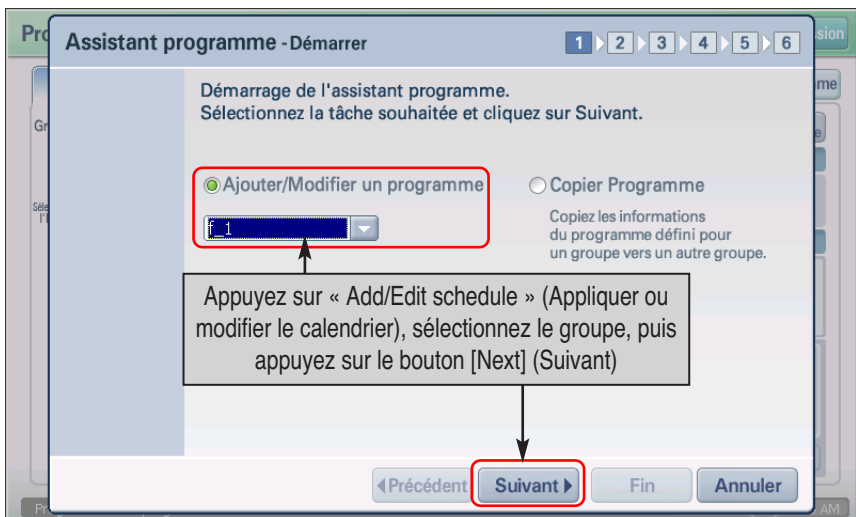 Assistant programme - Démarrer
1 2 3 4 5 6
Démarrage de l'assistant programme.
Sélectionnez la tâche souhaitée et cliquez sur Suivant.
Ajouter/Modifier un programme
f_1
Copier Programme
Copiez les informations
du programme défini pour
un groupe vers un autre groupe.
Appuyez sur « Add/Edit schedule » (Appliquer ou
modifier le calendrier), sélectionnez le groupe, puis
appuyez sur le bouton [Next] (Suivant)
Précédent Suivant Fin Annuler
AM